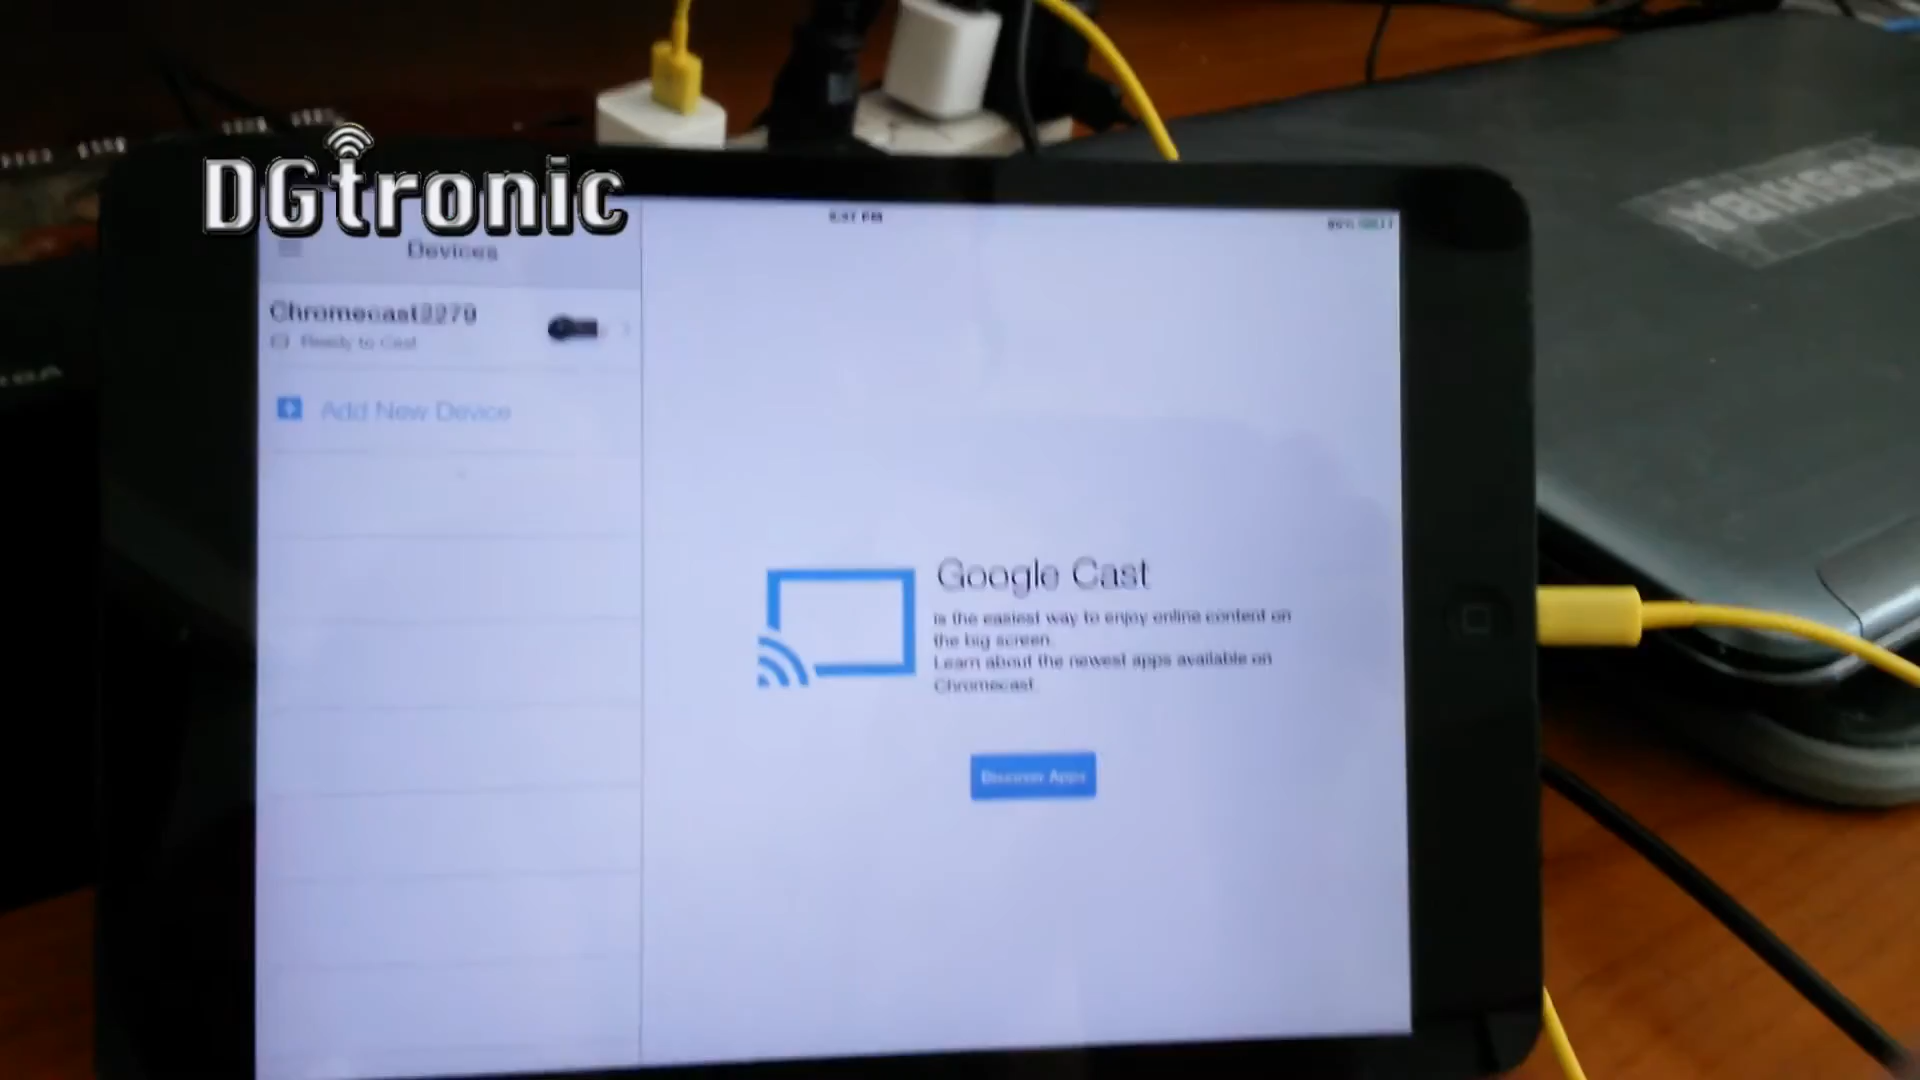 DGtronic
Devices
Chromecast2279
Ready to Cast
Add New Device
Google Cast
is the easiest way to enjoy online content on
the big screen.
Learn about the newest apps available on
Chromecast.
Discover Apps
TOSHIBA